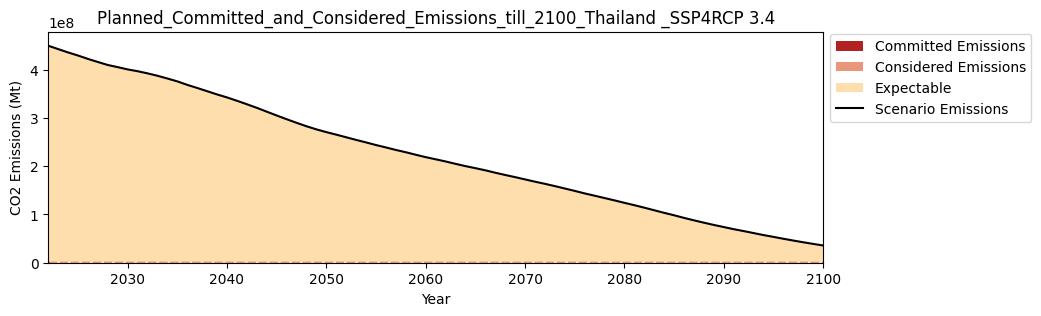 Planned_Committed_and_Considered_Emissions_till_2100_Thailand _SSP4RCP 3.4
1e8
Committed Emissions
Considered Emissions
Expectable
Scenario Emissions
CO2 Emissions (Mt)
4
3
2
1
0
2030 2040 2050 2060 2070 2080 2090 2100
Year